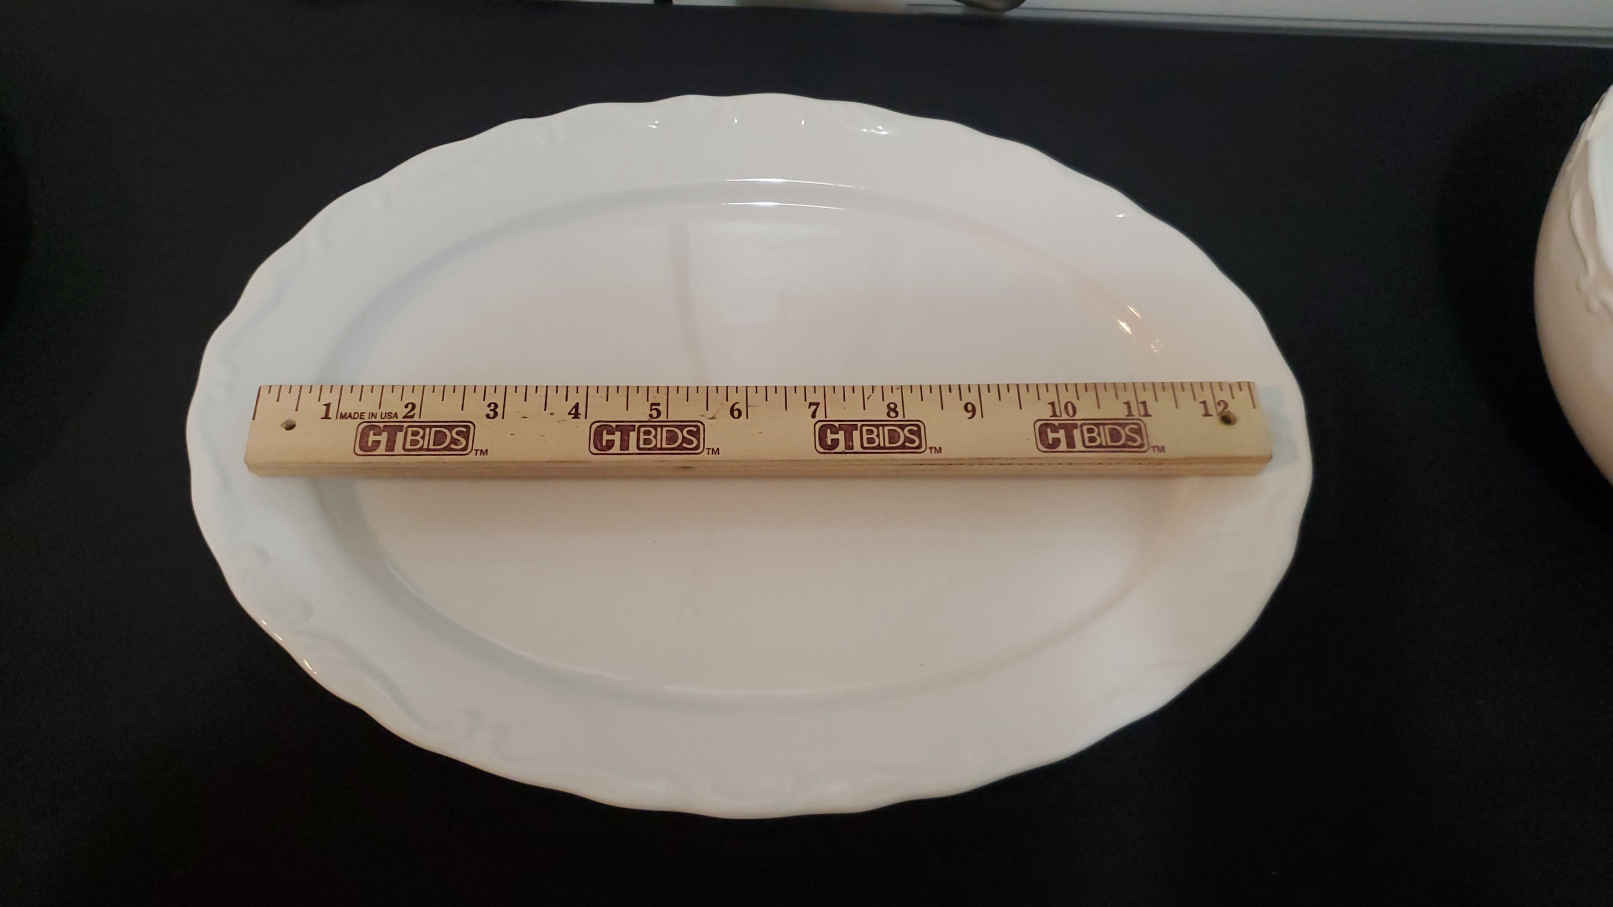 1 MADE IN USA 2 3 4 5 6 7 8 9 10 11 12
CTBIDS™ CTBIDS™ CTBIDS™ CTBIDS™